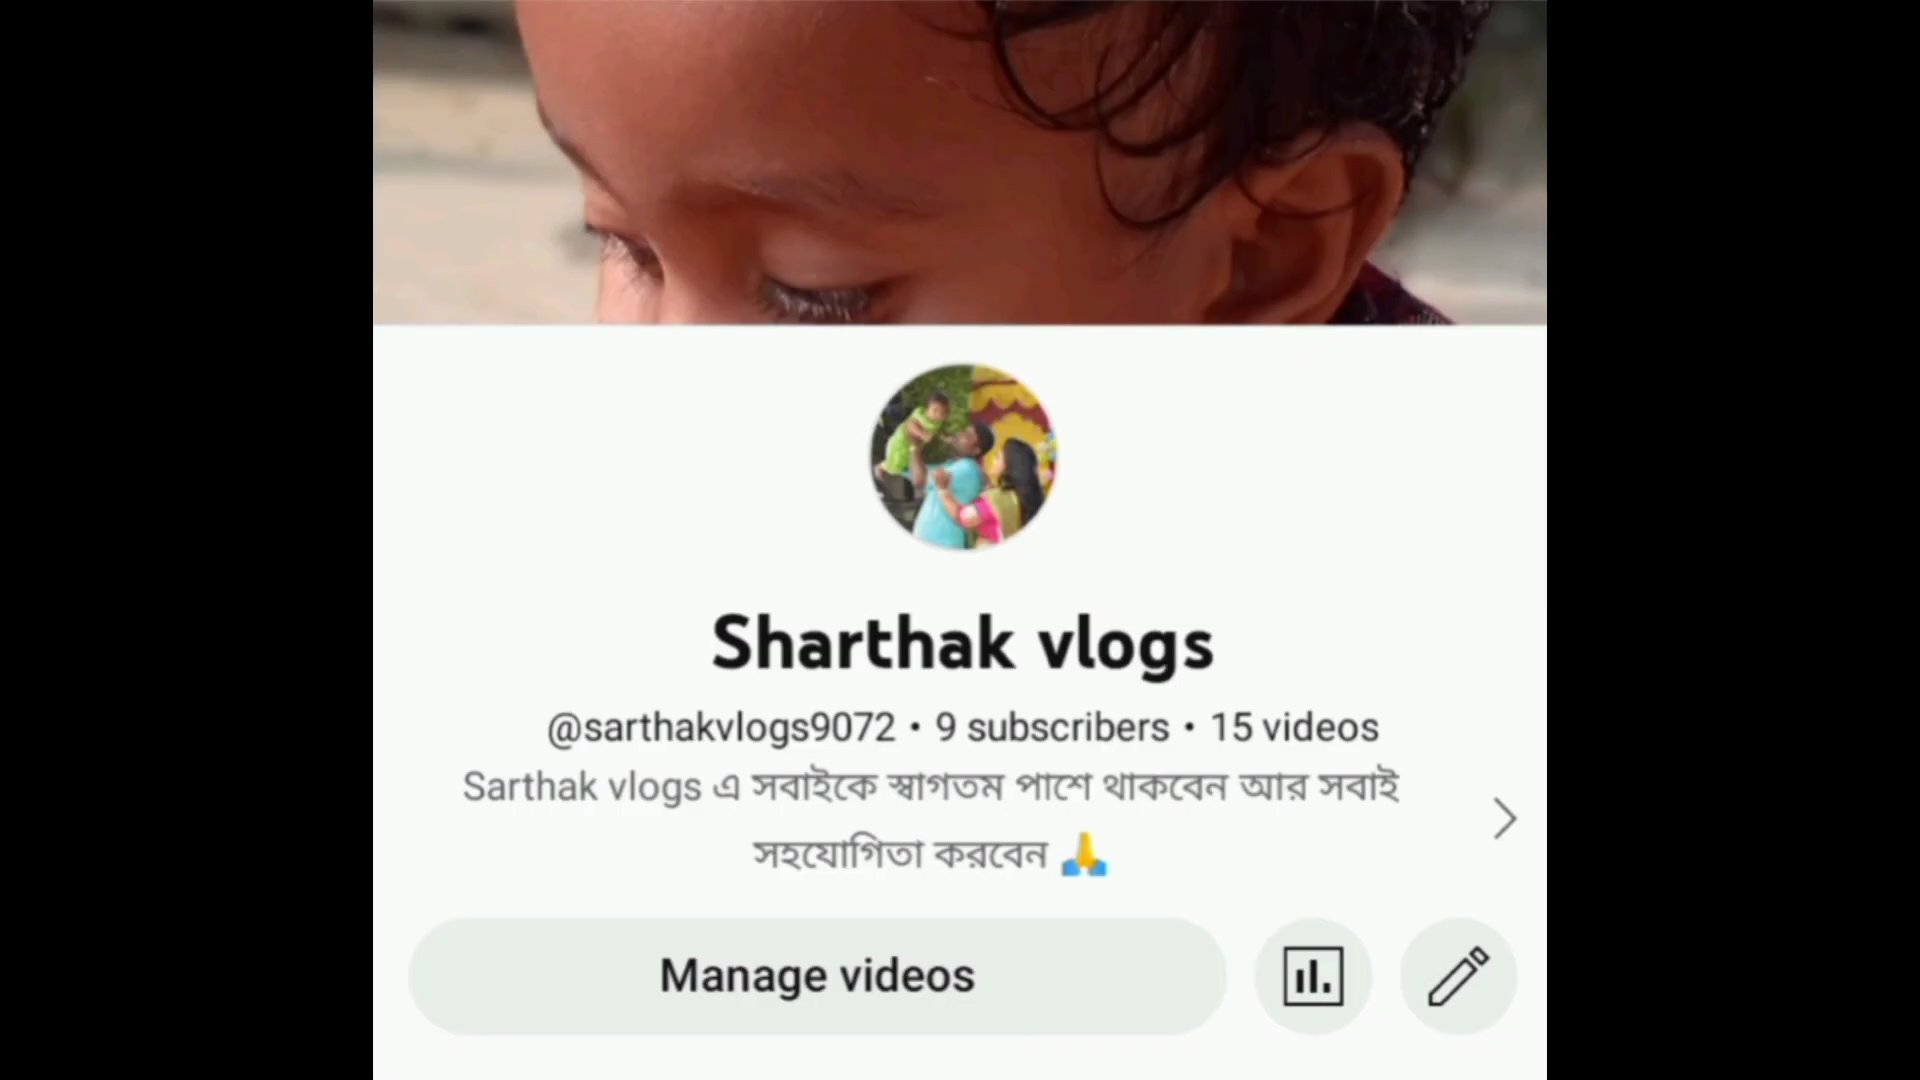 Sharthak vlogs
@sarthakvlogs9072 • 9 subscribers • 15 videos
Sarthak vlogs এ সবাইকে স্বাগতম পাশে থাকবেন আর সবাই
সহযোগিতা করবেন 🙏
Manage videos